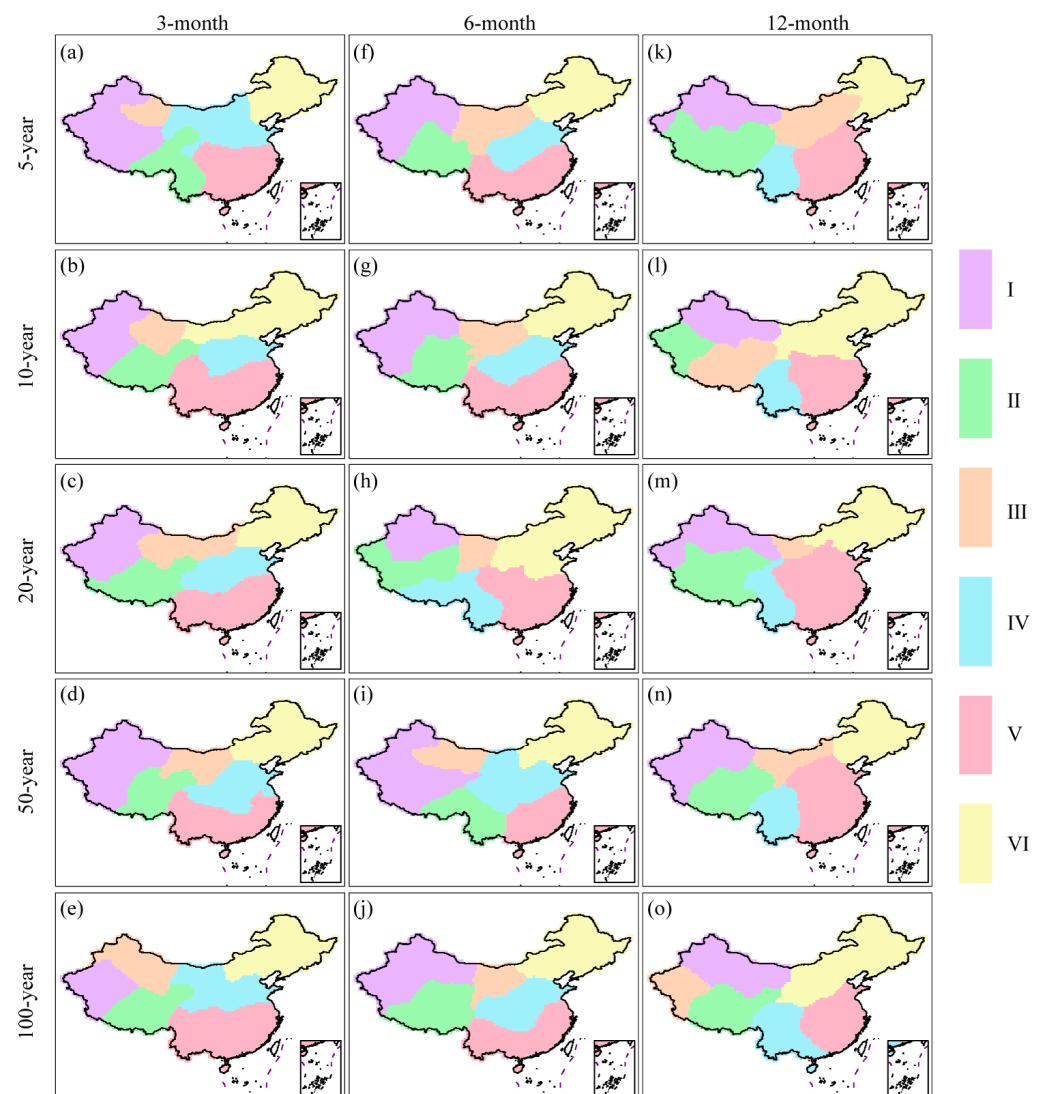 3-month 6-month 12-month
5-year (a) (f) (k)
10-year (b) (g) (l)
20-year (c) (h) (m)
50-year (d) (i) (n)
100-year (e) (j) (o)
I
II
III
IV
V
VI